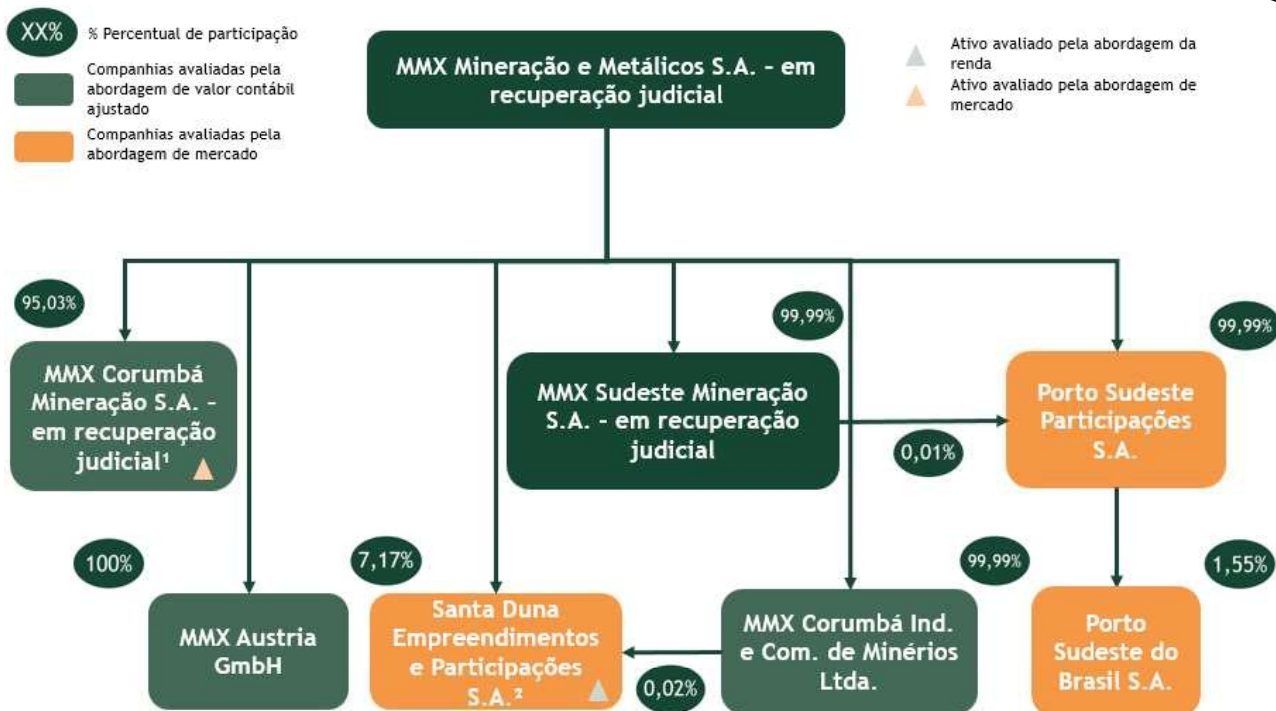 XX%
% Percentual de participação
Companhias avaliadas pela
abordagem de valor contábil
ajustado
Companhias avaliadas pela
abordagem de mercado
MMX Mineração e Metálicos S.A. – em
recuperação judicial
Ativo avaliado pela abordagem da
renda
Ativo avaliado pela abordagem de
mercado
95,03%
99,99%
99,99%
MMX Corumbá
Mineração S.A. –
em recuperação
judicial¹
MMX Sudeste Mineração
S.A. – em recuperação
judicial
0,01%
Porto Sudeste
Participações
S.A.
100%
7,17%
99,99%
1,55%
MMX Austria
GmbH
Santa Duna
Empreendimentos
e Participações
S.A.²
0,02%
MMX Corumbá Ind.
e Com. de Minérios
Ltda.
Porto
Sudeste do
Brasil S.A.